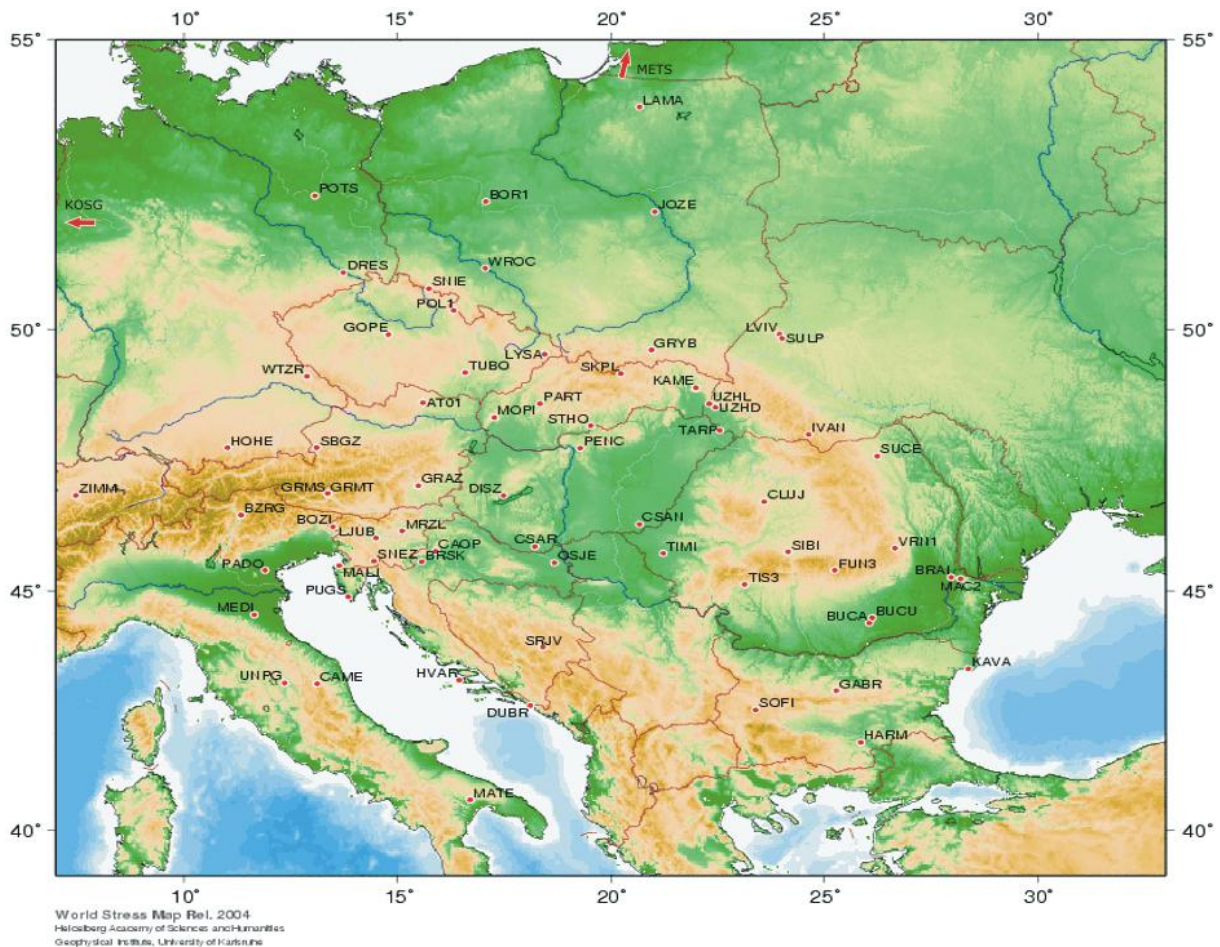 10° 15° 20° 25° 30°
55° 55°
METS
LAMA
POTS
BOR1
KOSG
JOZE
DRES
WROC
SNIE
POL1
50° 50°
GOPE
LVIV
SULP
LYSA
GRYB
WTZR
TUBO
SKPL
KAME
AT01
PART
UZHL
MOPI
UZHD
STHO
TARP
IVAN
HOHE
SBGZ
PENC
SUCE
GRAZ
ZIMM
GRMS GRMT
DISZ
CLUJ
BZRG
BOZI
MRZL
CSAN
LJUB
CAOP
CSAR
SNEZ
BRSK
OSJE
TIMI
SIBI
VRN1
PADO
MALJ
FUN3
BRAI
TIS3
MAC2
45° 45°
PUGS
MEDI
BUCA
BUCU
SRJV
KAVA
UNPG
CAME
HVAR
GABR
DUBR
SOFI
HARM
MATE
40° 40°
10° 15° 20° 25° 30°
World Stress Map Rel. 2004
Heidelberg Academy of Sciences and Humanities
Geophysical Institute, University of Karlsruhe